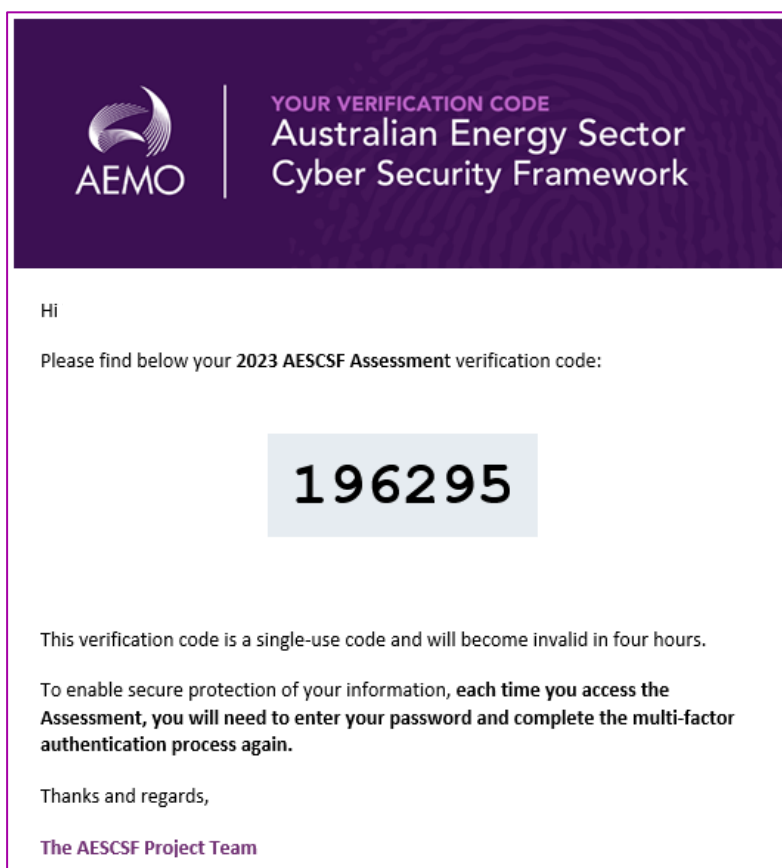 AEMO
YOUR VERIFICATION CODE
Australian Energy Sector
Cyber Security Framework
Hi
Please find below your 2023 AESCSF Assessment verification code:
196295
This verification code is a single-use code and will become invalid in four hours.
To enable secure protection of your information, each time you access the
Assessment, you will need to enter your password and complete the multi-factor
authentication process again.
Thanks and regards,
The AESCSF Project Team